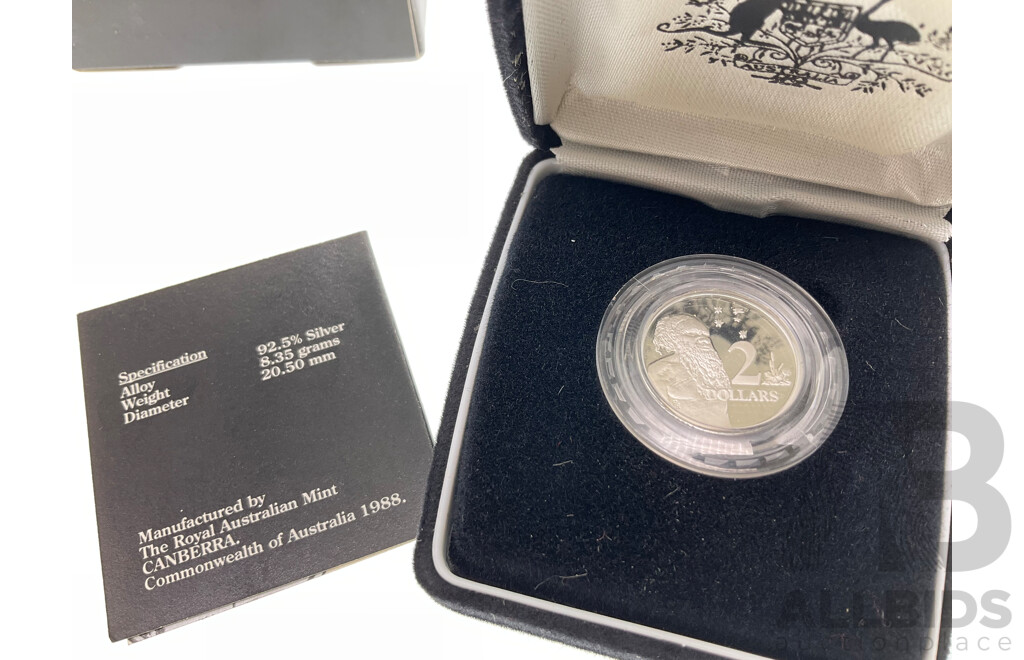 AUSTRALIA
Specification
Alloy 92.5% Silver
Weight 8.35 grams
Diameter 20.50 mm
2
DOLLARS
Manufactured by
The Royal Australian Mint
CANBERRA.
Commonwealth of Australia 1988.
B
ALLBIDS
auctionplace